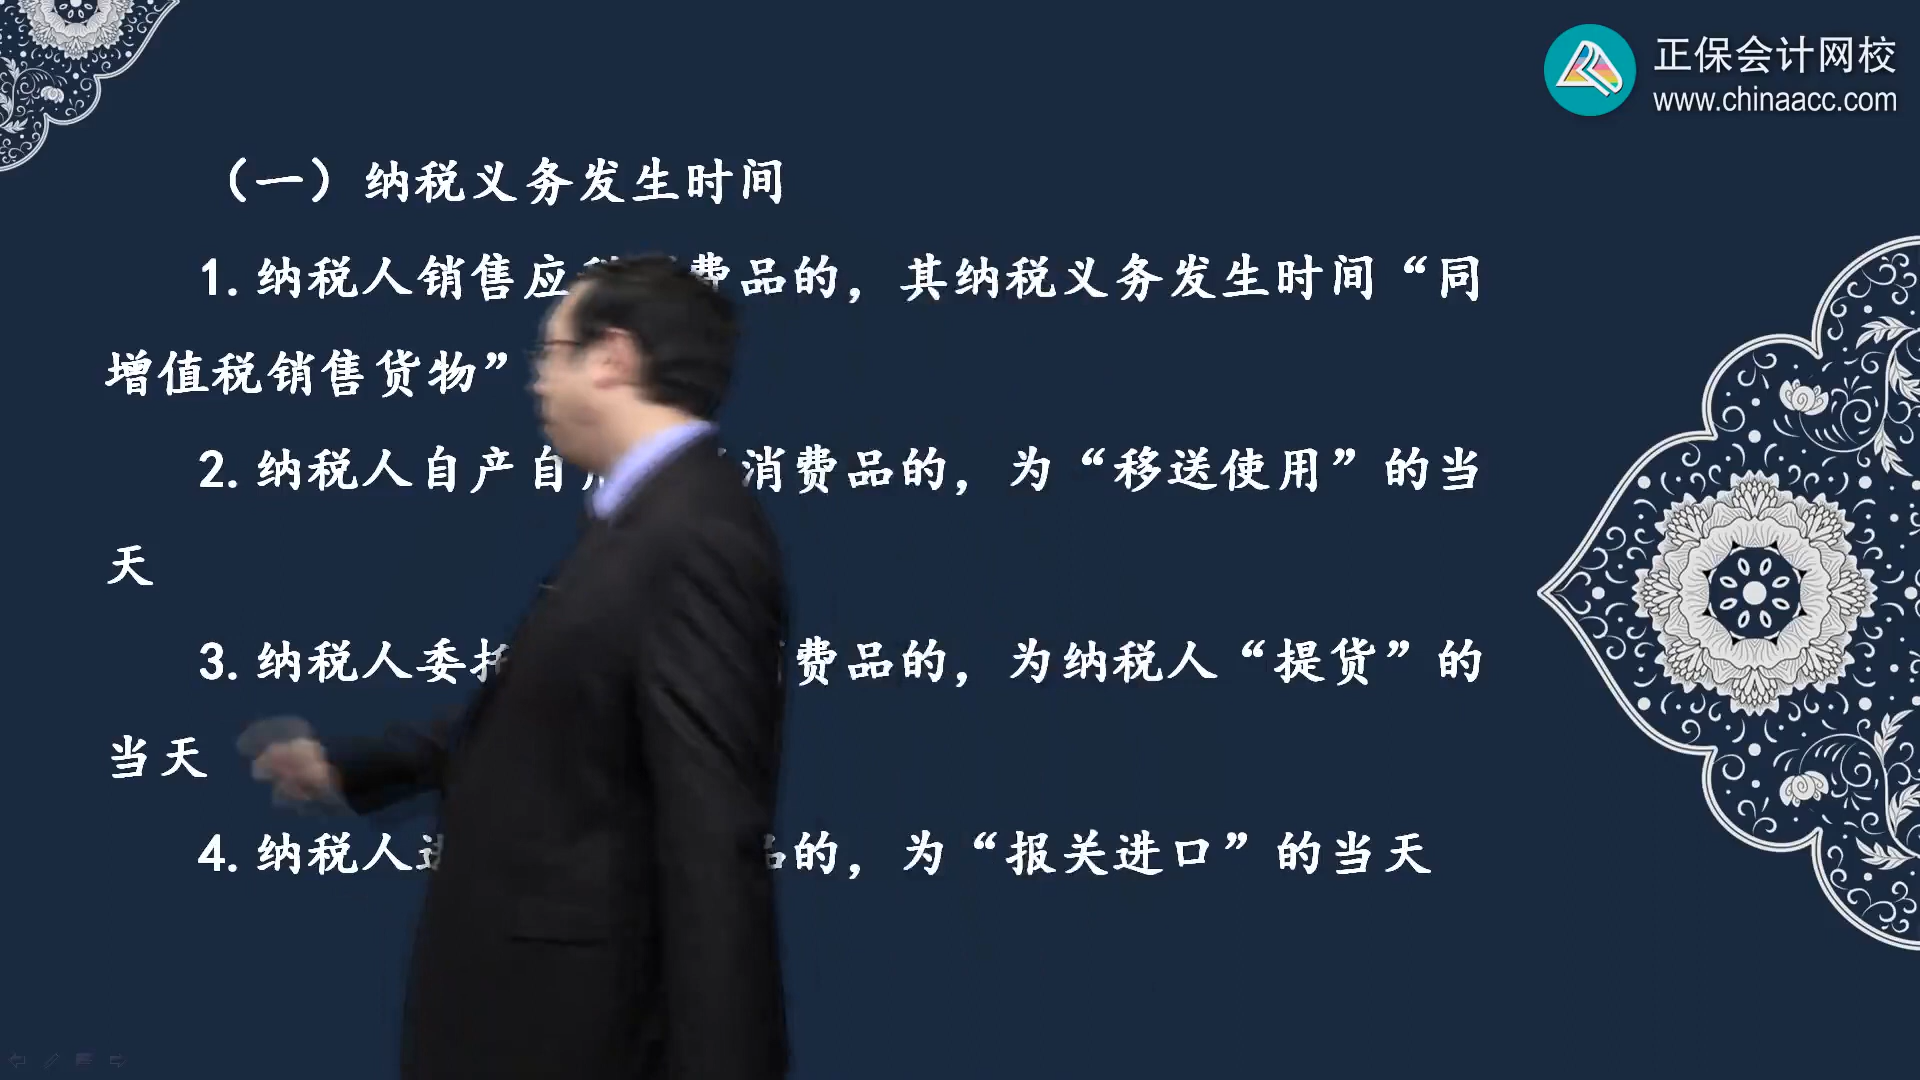 正保会计网校
www.chinaacc.com
（一）纳税义务发生时间
1.纳税人销售应 费品的，其纳税义务发生时间“同
增值税销售货物”
2.纳税人自产自 消费品的，为“移送使用”的当
天
3.纳税人委托 费品的，为纳税人“提货”的
当天
4.纳税人进 品的，为“报关进口”的当天